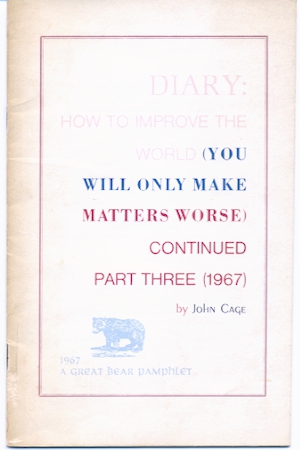 DIARY:
HOW TO IMPROVE THE
WORLD (YOU
WILL ONLY MAKE
MATTERS WORSE)
CONTINUED
PART THREE (1967)
by John Cage
1967
A GREAT BEAR PAMPHLET